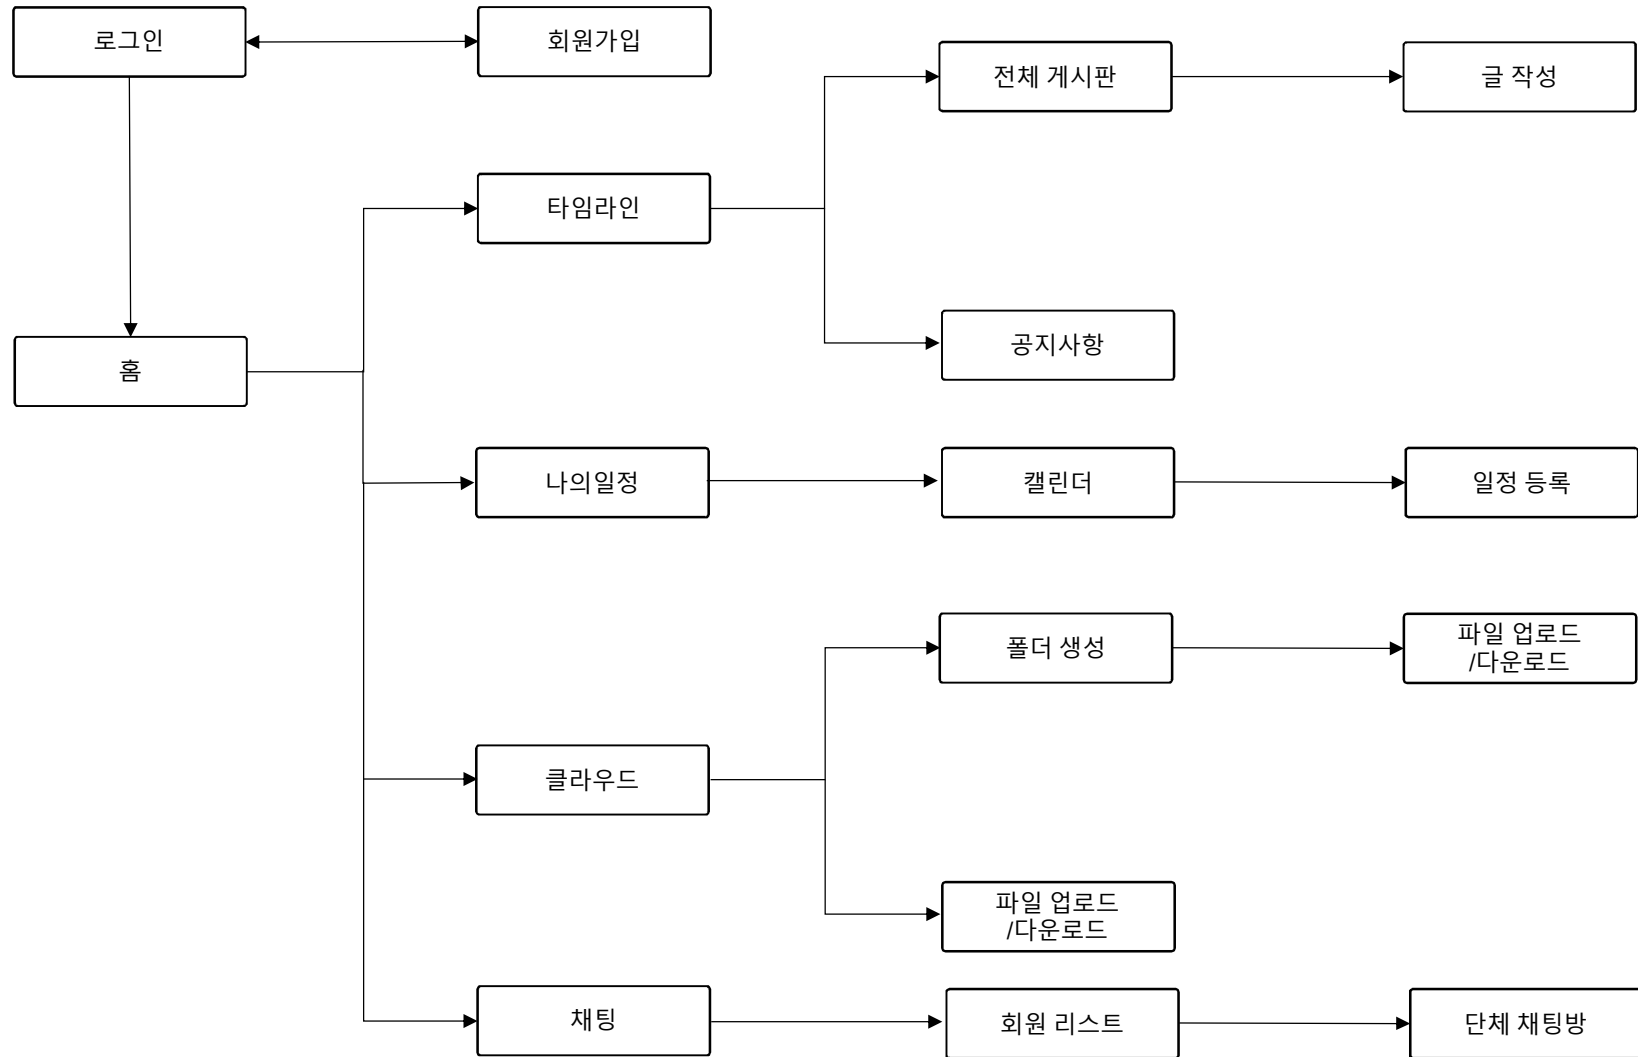 로그인
회원가입
전체 게시판
글 작성
타임라인
공지사항
홈
나의일정
캘린더
일정 등록
폴더 생성
파일 업로드
/다운로드
클라우드
파일 업로드
/다운로드
채팅
회원 리스트
단체 채팅방